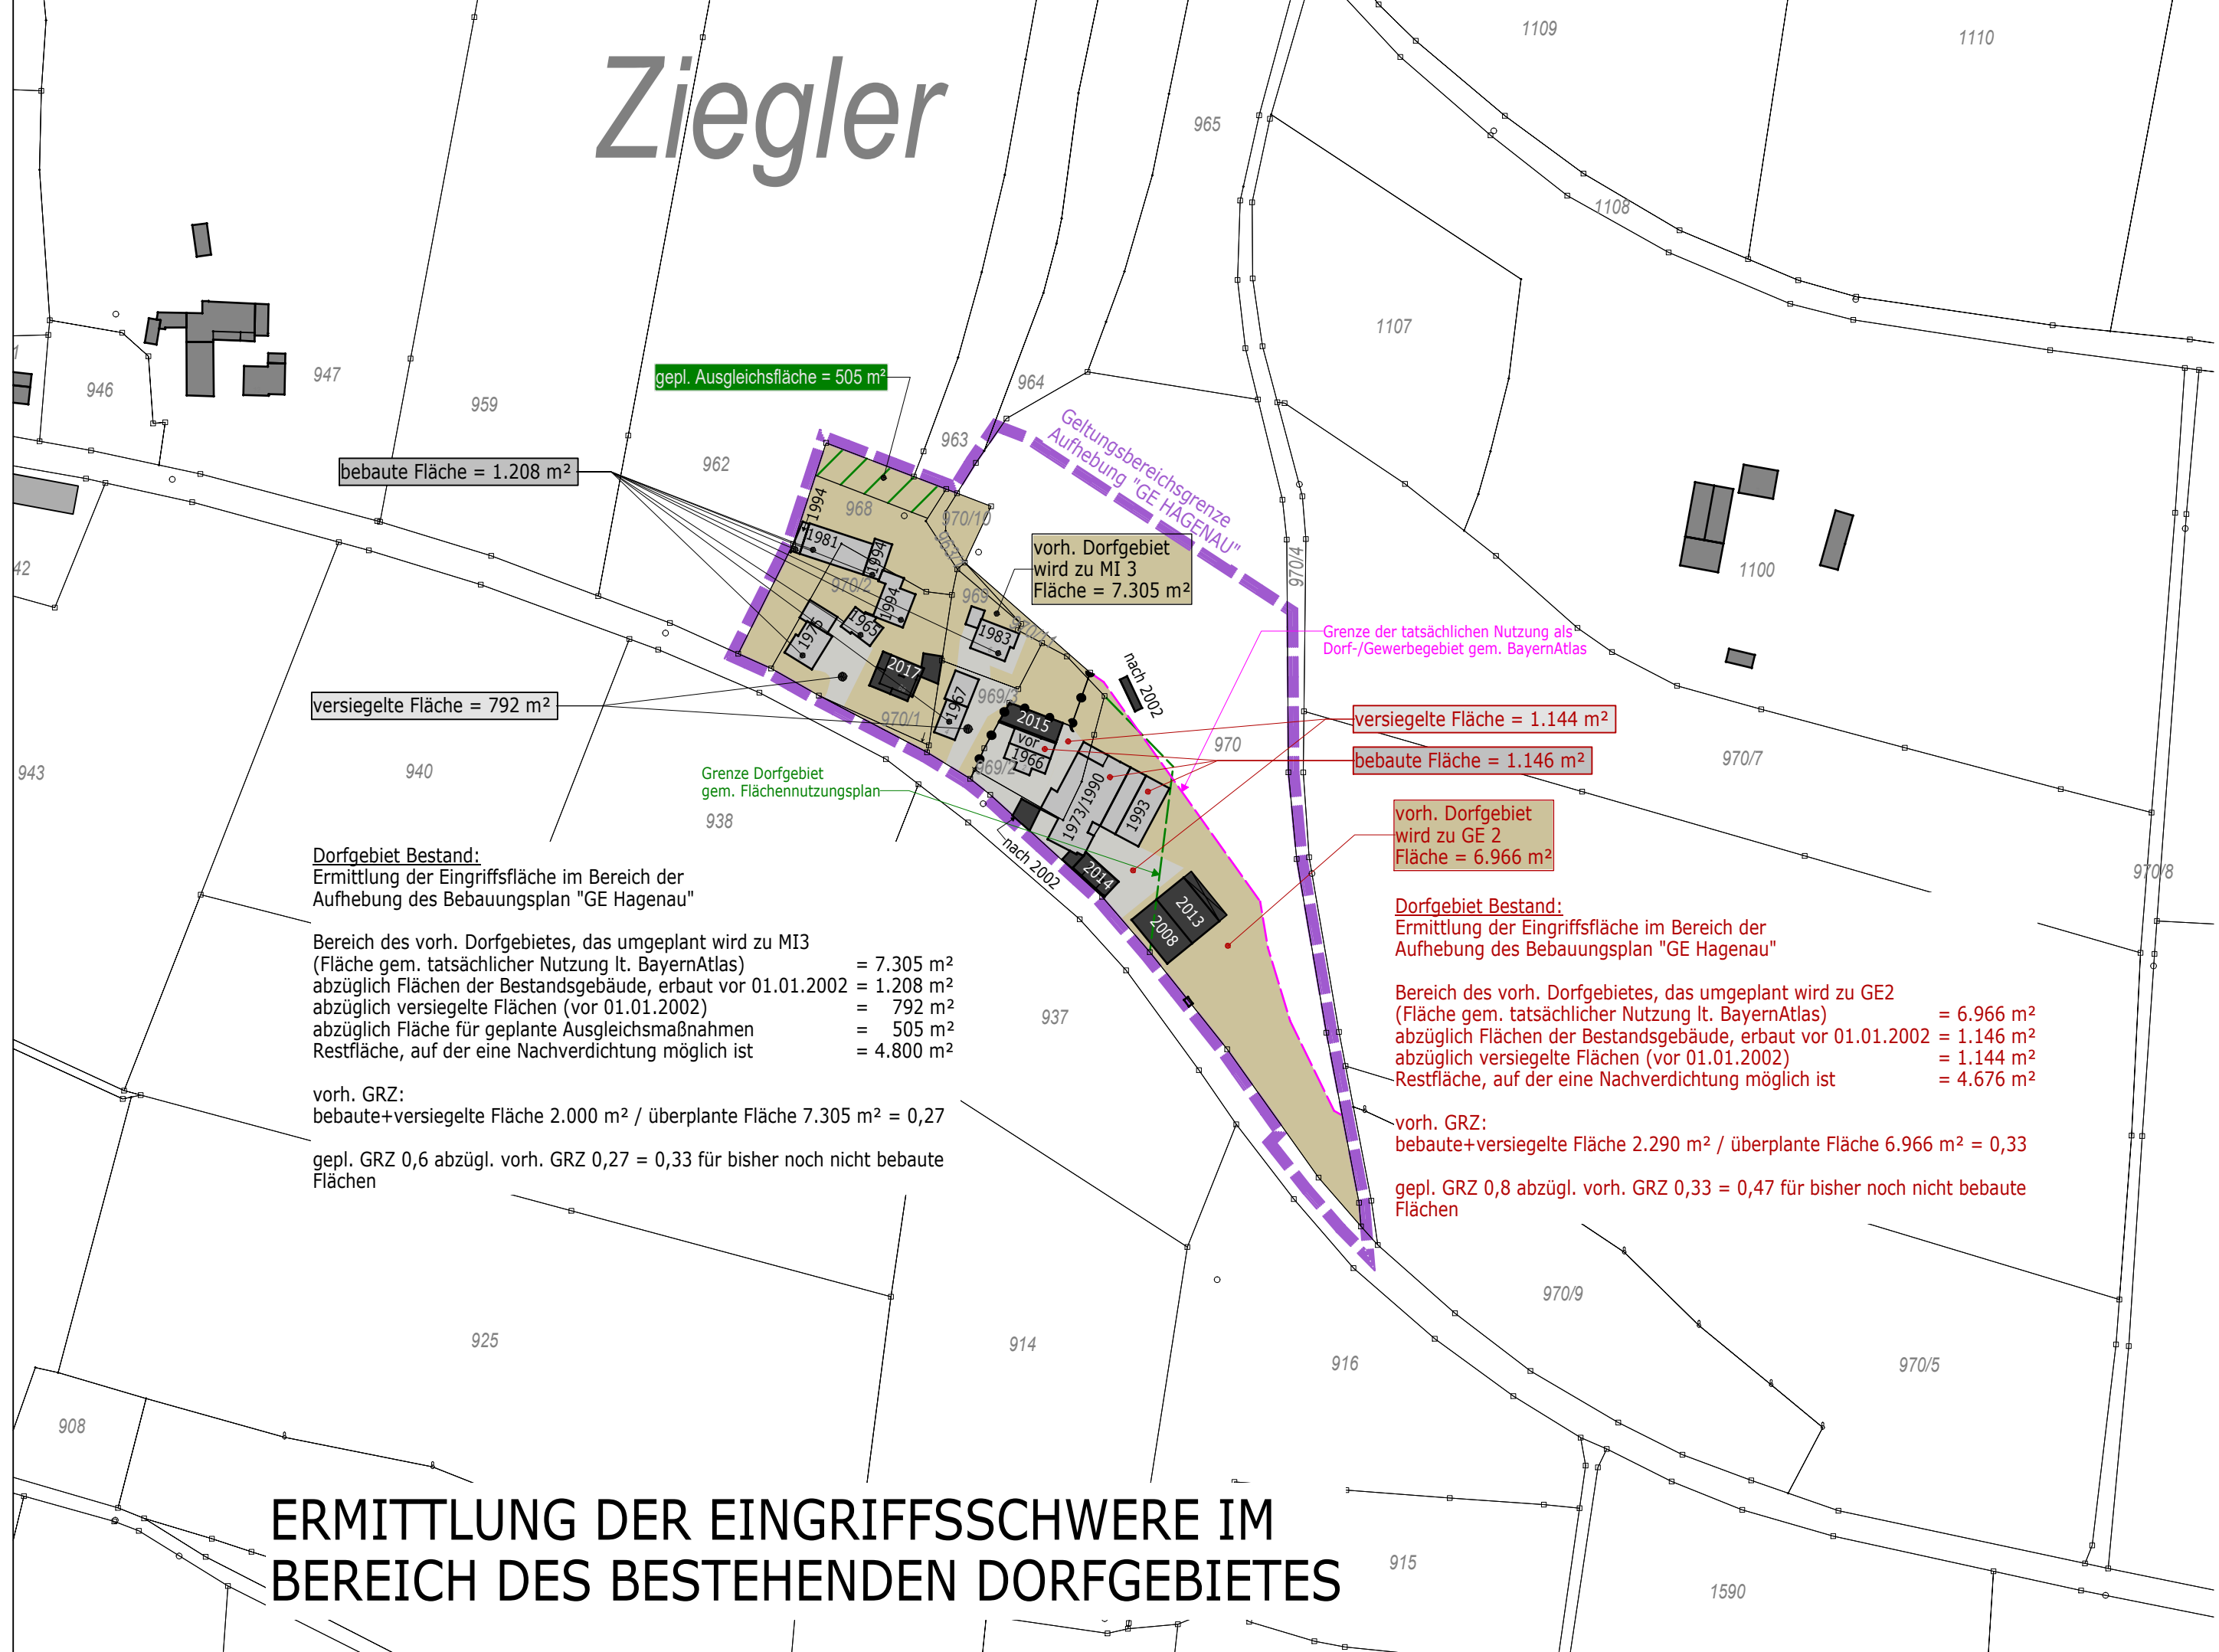 Ziegler
1109
1110
965
1108
1107
964
947
946
959
963
962
gepl. Ausgleichsfläche = 505 m²
bebaute Fläche = 1.208 m²
Geltungsbereichsgrenze
Aufhebung "GE HAGENAU"
968
970/10
1994
1981
1994
1994
970/2
969
970/11
1965
1975
1983
2017
1967
969/3
970/1
2015
vor
1966
969/2
1973/1990
1993
2014
2013
2008
nach 2002
nach 2002
970/4
1100
42
vorh. Dorfgebiet
wird zu MI 3
Fläche = 7.305 m²
Grenze der tatsächlichen Nutzung als
Dorf-/Gewerbegebiet gem. BayernAtlas
versiegelte Fläche = 792 m²
versiegelte Fläche = 1.144 m²
bebaute Fläche = 1.146 m²
970
970/7
943
940
938
Grenze Dorfgebiet
gem. Flächennutzungsplan
vorh. Dorfgebiet
wird zu GE 2
Fläche = 6.966 m²
970/8
Dorfgebiet Bestand:
Ermittlung der Eingriffsfläche im Bereich der
Aufhebung des Bebauungsplan "GE Hagenau"
Bereich des vorh. Dorfgebietes, das umgeplant wird zu MI3
(Fläche gem. tatsächlicher Nutzung lt. BayernAtlas) = 7.305 m²
abzüglich Flächen der Bestandsgebäude, erbaut vor 01.01.2002 = 1.208 m²
abzüglich versiegelte Flächen (vor 01.01.2002) = 792 m²
abzüglich Fläche für geplante Ausgleichsmaßnahmen = 505 m²
Restfläche, auf der eine Nachverdichtung möglich ist = 4.800 m²
vorh. GRZ:
bebaute+versiegelte Fläche 2.000 m² / überplante Fläche 7.305 m² = 0,27
gepl. GRZ 0,6 abzügl. vorh. GRZ 0,27 = 0,33 für bisher noch nicht bebaute
Flächen
937
Dorfgebiet Bestand:
Ermittlung der Eingriffsfläche im Bereich der
Aufhebung des Bebauungsplan "GE Hagenau"
Bereich des vorh. Dorfgebietes, das umgeplant wird zu GE2
(Fläche gem. tatsächlicher Nutzung lt. BayernAtlas) = 6.966 m²
abzüglich Flächen der Bestandsgebäude, erbaut vor 01.01.2002 = 1.146 m²
abzüglich versiegelte Flächen (vor 01.01.2002) = 1.144 m²
Restfläche, auf der eine Nachverdichtung möglich ist = 4.676 m²
vorh. GRZ:
bebaute+versiegelte Fläche 2.290 m² / überplante Fläche 6.966 m² = 0,33
gepl. GRZ 0,8 abzügl. vorh. GRZ 0,33 = 0,47 für bisher noch nicht bebaute
Flächen
970/9
925
914
916
970/5
908
ERMITTLUNG DER EINGRIFFSSCHWERE IM
BEREICH DES BESTEHENDEN DORFGEBIETES
915
1590